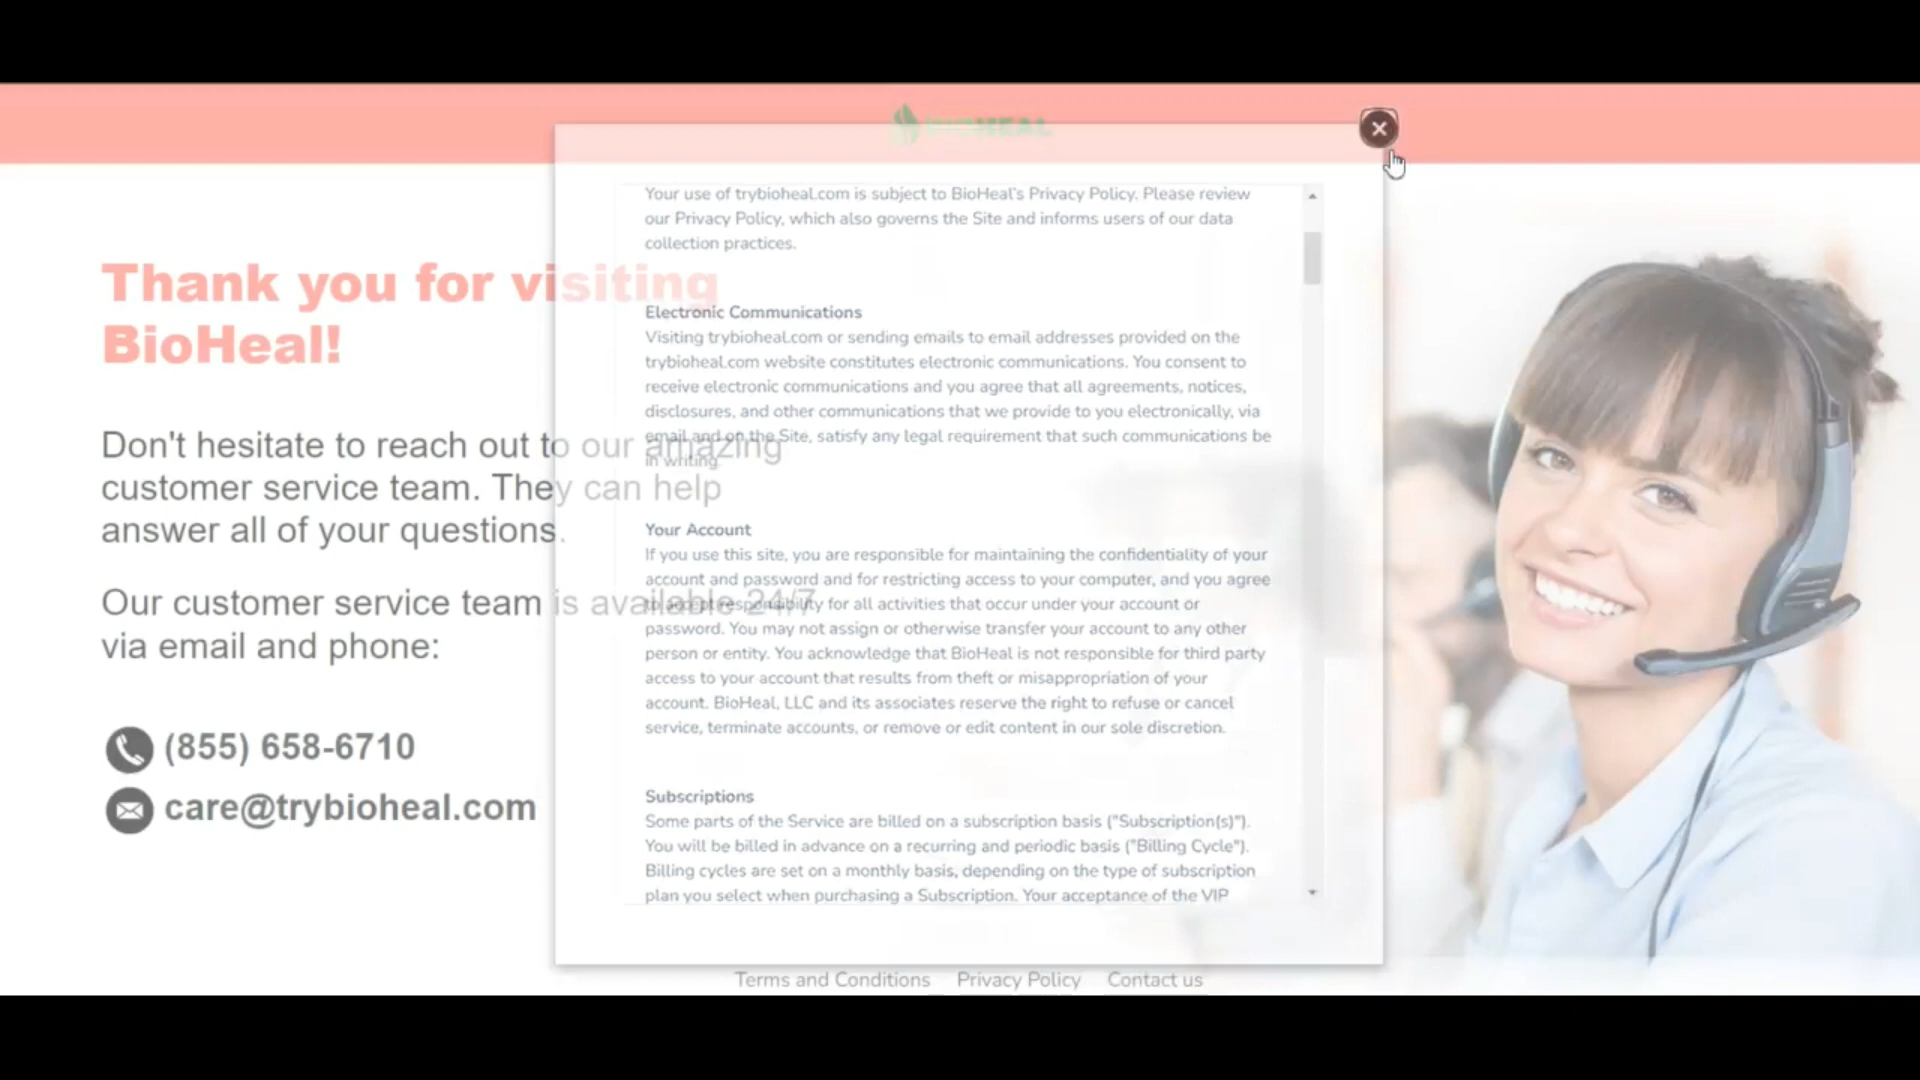 BIOHEAL
Thank you for visiting
BioHeal!
Don't hesitate to reach out to our amazing
customer service team. They can help
answer all of your questions.
Our customer service team is available 24/7
via email and phone:
(855) 658-6710
care@trybioheal.com
Your use of trybioheal.com is subject to BioHeal's Privacy Policy. Please review
our Privacy Policy, which also governs the Site and informs users of our data
collection practices.
Electronic Communications
Visiting trybioheal.com or sending emails to email addresses provided on the
trybioheal.com website constitutes electronic communications. You consent to
receive electronic communications and you agree that all agreements, notices,
disclosures, and other communications that we provide to you electronically, via
email and on the Site, satisfy any legal requirement that such communications be
in writing.
Your Account
If you use this site, you are responsible for maintaining the confidentiality of your
account and password and for restricting access to your computer, and you agree
to accept responsibility for all activities that occur under your account or
password. You may not assign or otherwise transfer your account to any other
person or entity. You acknowledge that BioHeal is not responsible for third party
access to your account that results from theft or misappropriation of your
account. BioHeal, LLC and its associates reserve the right to refuse or cancel
service, terminate accounts, or remove or edit content in our sole discretion.
Subscriptions
Some parts of the Service are billed on a subscription basis ("Subscription(s)").
You will be billed in advance on a recurring and periodic basis ("Billing Cycle").
Billing cycles are set on a monthly basis, depending on the type of subscription
plan you select when purchasing a Subscription. Your acceptance of the VIP
Terms and Conditions Privacy Policy Contact us